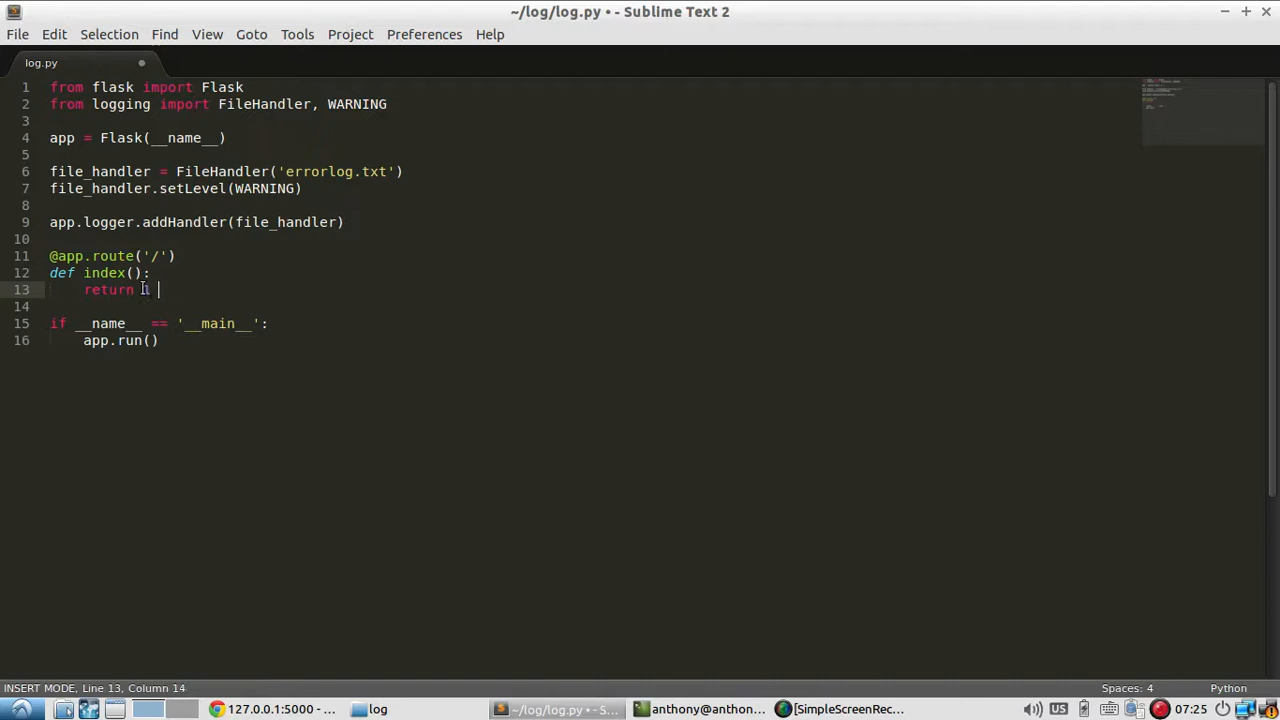 ~/log/log.py • - Sublime Text 2
File Edit Selection Find View Goto Tools Project Preferences Help
log.py
1 from flask import Flask
2 from logging import FileHandler, WARNING
3
4 app = Flask(__name__)
5
6 file_handler = FileHandler('errorlog.txt')
7 file_handler.setLevel(WARNING)
8
9 app.logger.addHandler(file_handler)
10
11 @app.route('/')
12 def index():
13 return 1
14
15 if __name__ == '__main__':
16 app.run()
INSERT MODE, Line 13, Column 14 Spaces: 4 Python
127.0.0.1:5000 - ... log ~/log/log.py • - S... anthony@anthon... [SimpleScreenRec... US 07:25